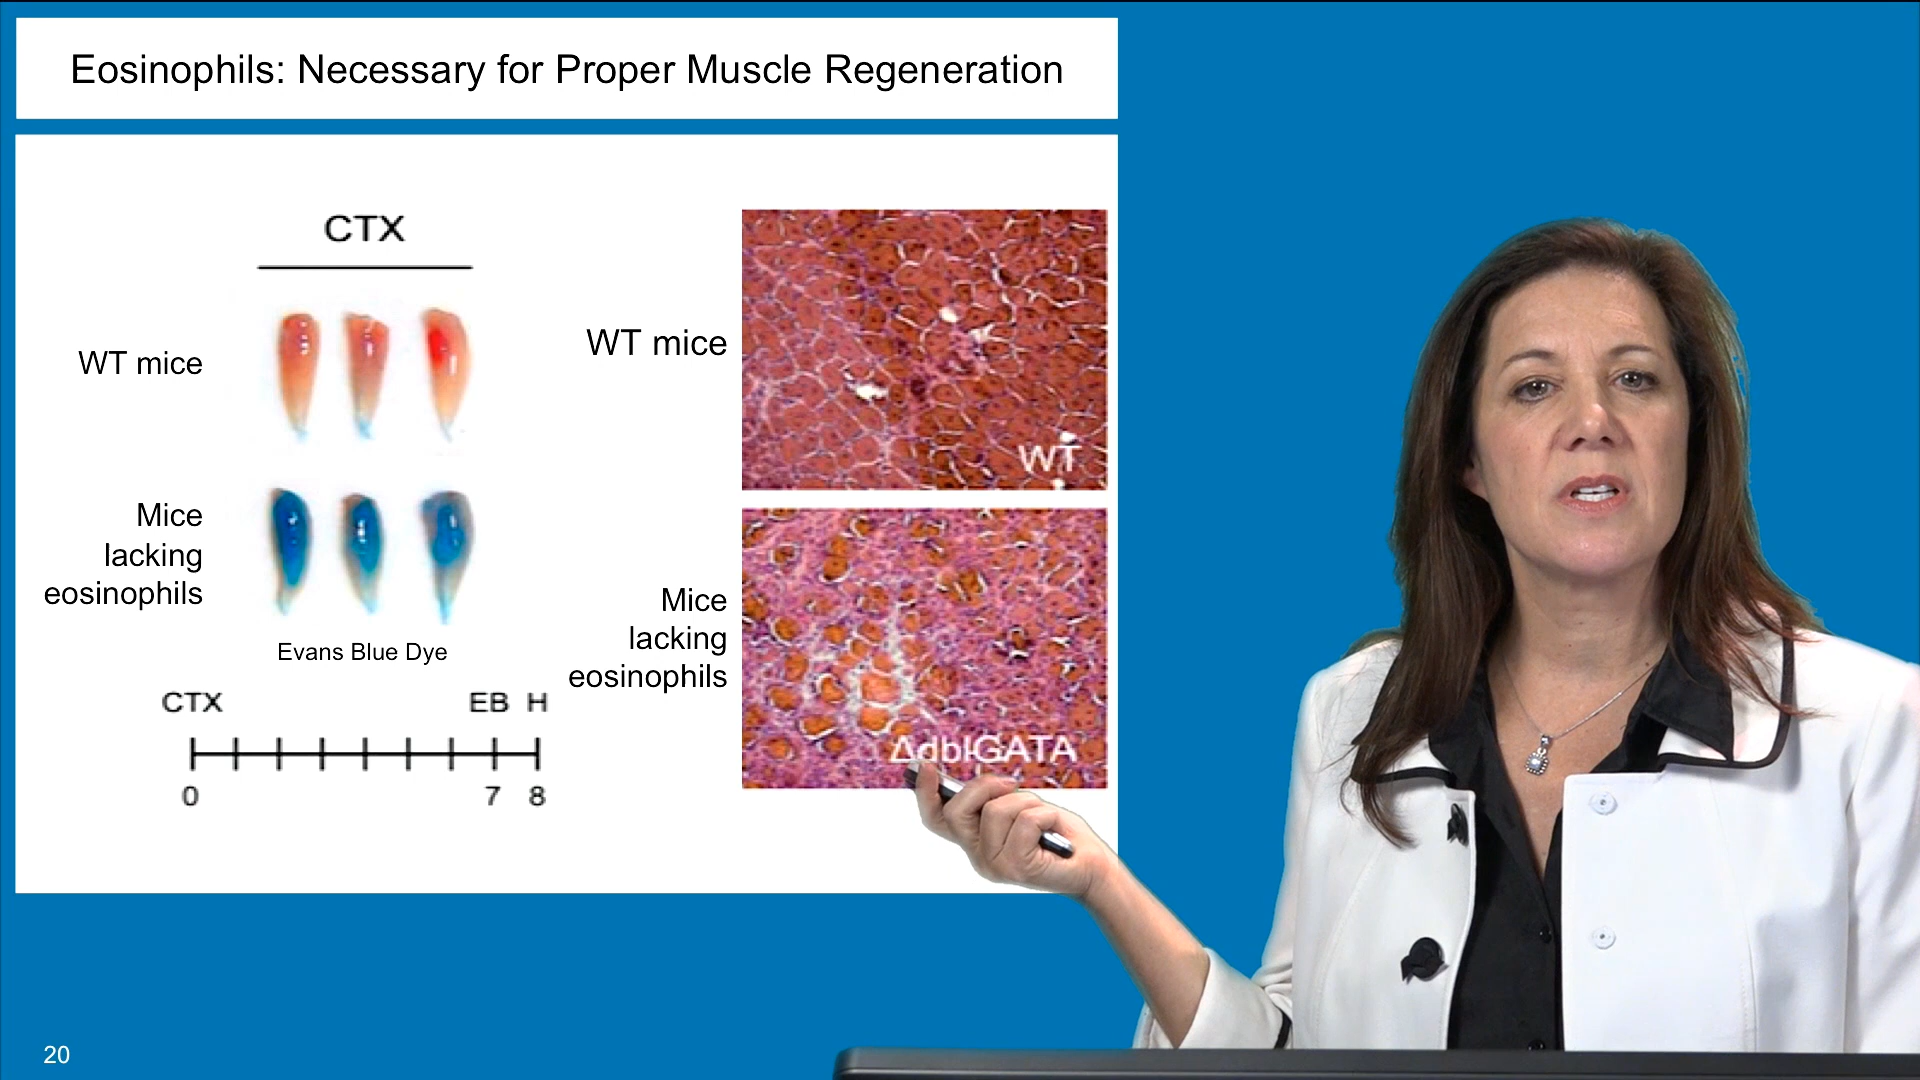 Eosinophils: Necessary for Proper Muscle Regeneration
CTX
WT mice
Mice
lacking
eosinophils
Evans Blue Dye
CTX EB H
0 7 8
WT mice
WT
Mice
lacking
eosinophils
ΔdblGATA
20